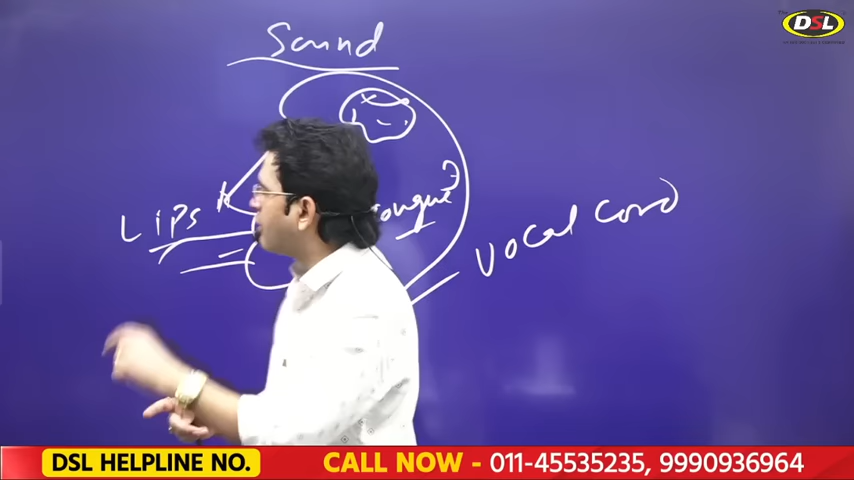 DSL
Sound
Lips
Tongue
Vocal Cord
DSL HELPLINE NO.
CALL NOW - 011-45535235, 9990936964